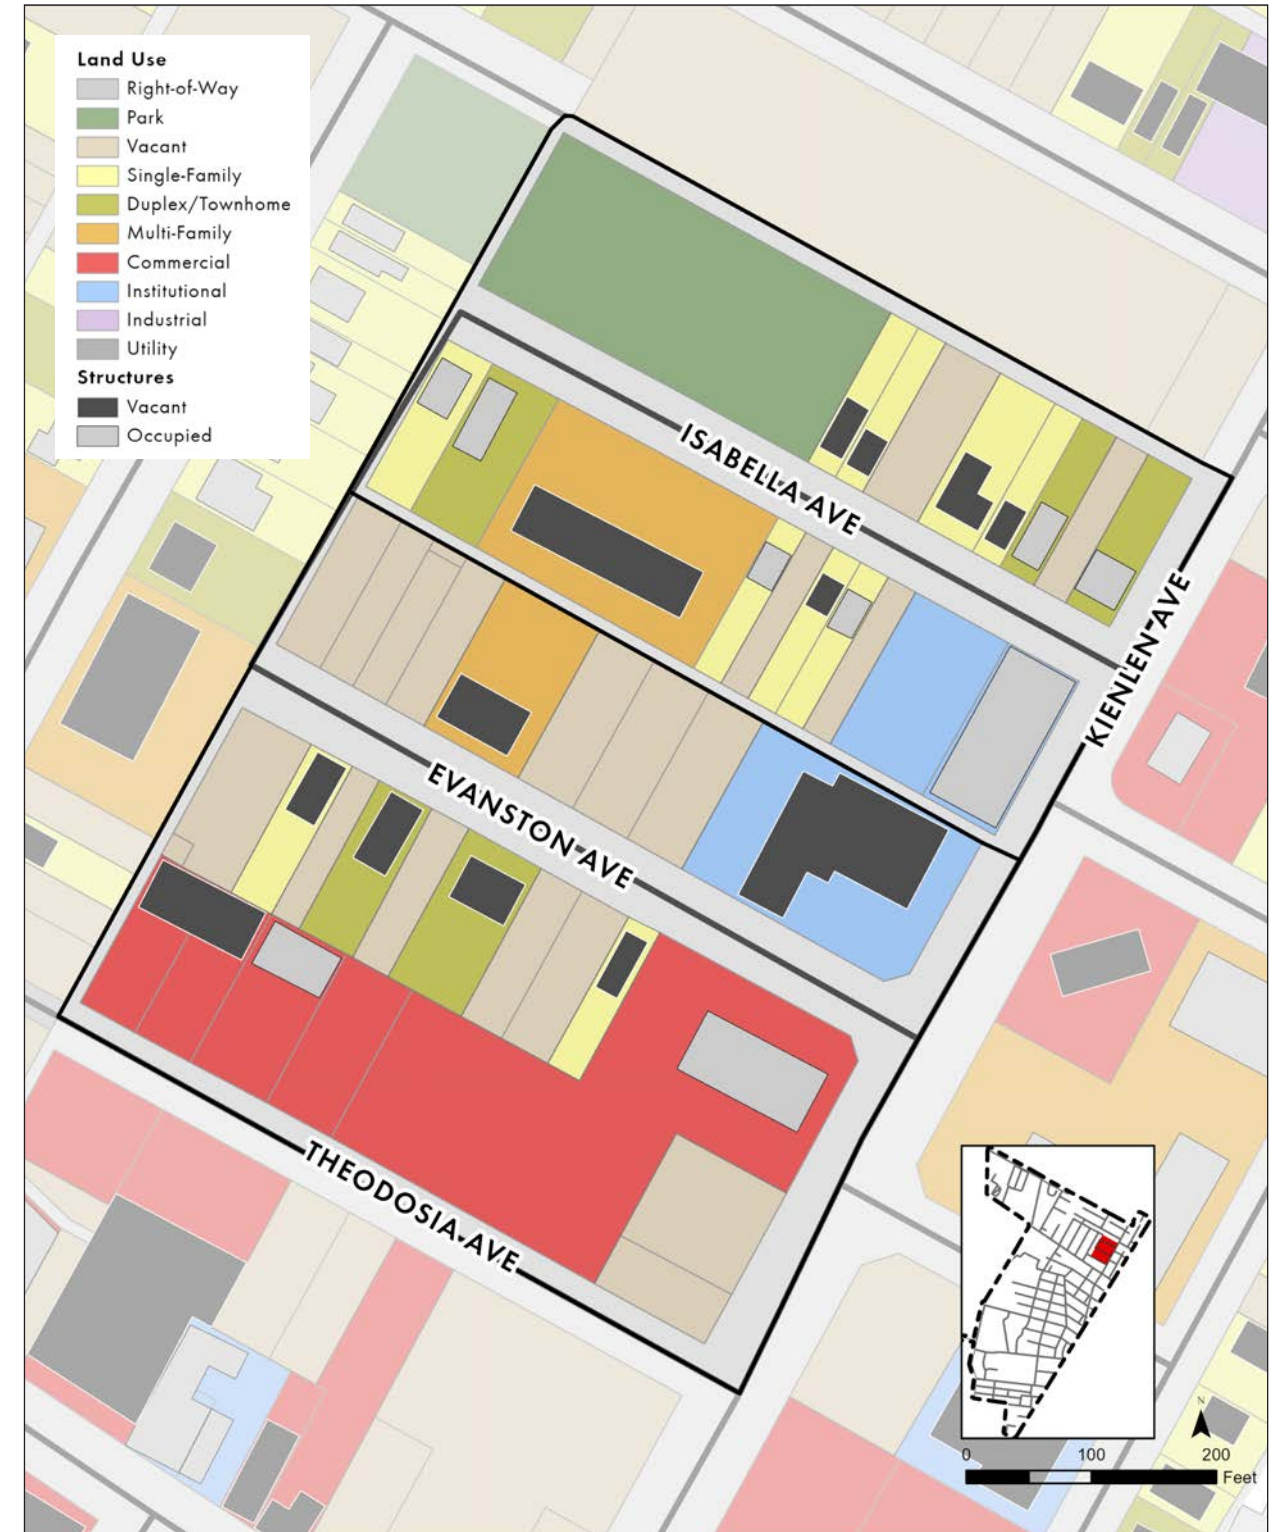 Land Use
Right-of-Way
Park
Vacant
Single-Family
Duplex/Townhome
Multi-Family
Commercial
Institutional
Industrial
Utility
Structures
Vacant
Occupied
ISABELLA AVE
KIENLEN AVE
EVANSTON AVE
THEODOSIA AVE
N
0 100 200
Feet